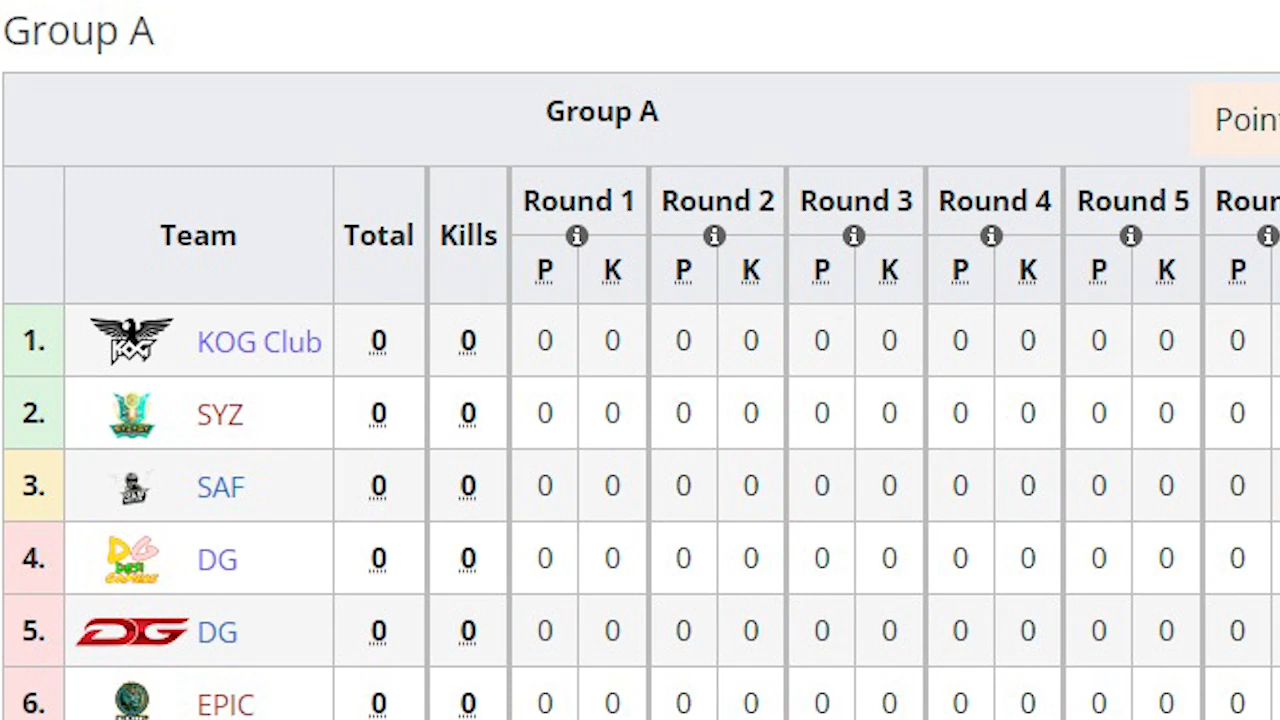 Group A
Group A Poin
Team Total Kills Round 1 Round 2 Round 3 Round 4 Round 5 Roun
P K P K P K P K P K P
1. KOG KOG Club 0 0 0 0 0 0 0 0 0 0 0 0 0
2. SYZ 0 0 0 0 0 0 0 0 0 0 0 0 0
3. SAF 0 0 0 0 0 0 0 0 0 0 0 0 0
4. DG DG 0 0 0 0 0 0 0 0 0 0 0 0 0
5. DG DG 0 0 0 0 0 0 0 0 0 0 0 0 0
6. EPIC 0 0 0 0 0 0 0 0 0 0 0 0 0